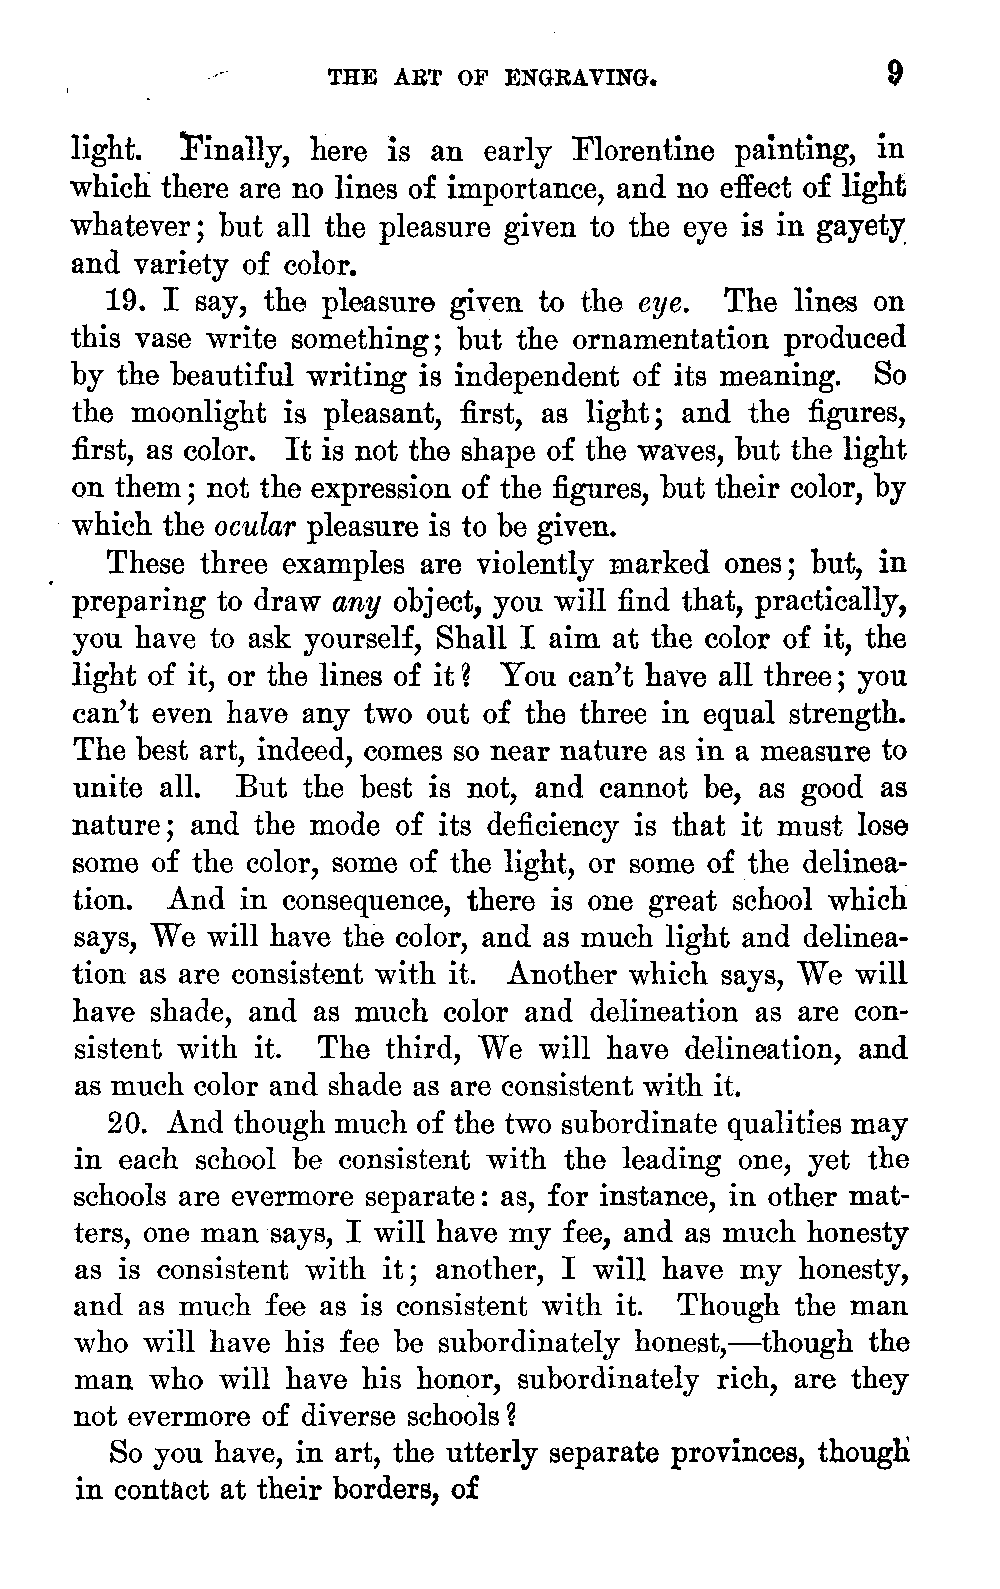 THE ART OF ENGRAVING. 9
light. Finally, here is an early Florentine painting, in
which there are no lines of importance, and no effect of light
whatever; but all the pleasure given to the eye is in gayety
and variety of color.
19. I say, the pleasure given to the eye. The lines on
this vase write something; but the ornamentation produced
by the beautiful writing is independent of its meaning. So
the moonlight is pleasant, first, as light; and the figures,
first, as color. It is not the shape of the waves, but the light
on them; not the expression of the figures, but their color, by
which the ocular pleasure is to be given.
These three examples are violently marked ones; but, in
preparing to draw any object, you will find that, practically,
you have to ask yourself, Shall I aim at the color of it, the
light of it, or the lines of it? You can't have all three; you
can't even have any two out of the three in equal strength.
The best art, indeed, comes so near nature as in a measure to
unite all. But the best is not, and cannot be, as good as
nature; and the mode of its deficiency is that it must lose
some of the color, some of the light, or some of the delinea-
tion. And in consequence, there is one great school which
says, We will have the color, and as much light and delinea-
tion as are consistent with it. Another which says, We will
have shade, and as much color and delineation as are con-
sistent with it. The third, We will have delineation, and
as much color and shade as are consistent with it.
20. And though much of the two subordinate qualities may
in each school be consistent with the leading one, yet the
schools are evermore separate: as, for instance, in other mat-
ters, one man says, I will have my fee, and as much honesty
as is consistent with it; another, I will have my honesty,
and as much fee as is consistent with it. Though the man
who will have his fee be subordinately honest,—though the
man who will have his honor, subordinately rich, are they
not evermore of diverse schools?
So you have, in art, the utterly separate provinces, though
in contact at their borders, of